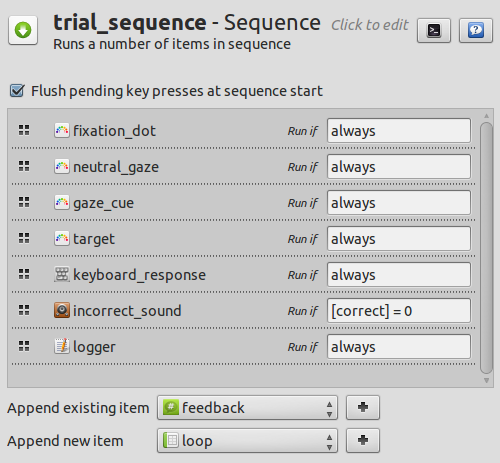 trial_sequence - Sequence Click to edit
Runs a number of items in sequence
Flush pending key presses at sequence start
fixation_dot Run if always
neutral_gaze Run if always
gaze_cue Run if always
target Run if always
keyboard_response Run if always
incorrect_sound Run if [correct] = 0
logger Run if always
Append existing item feedback
Append new item loop